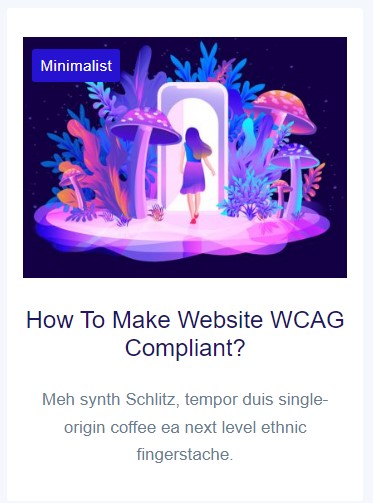 Minimalist
How To Make Website WCAG
Compliant?
Meh synth Schlitz, tempor duis single-
origin coffee ea next level ethnic
fingerstache.